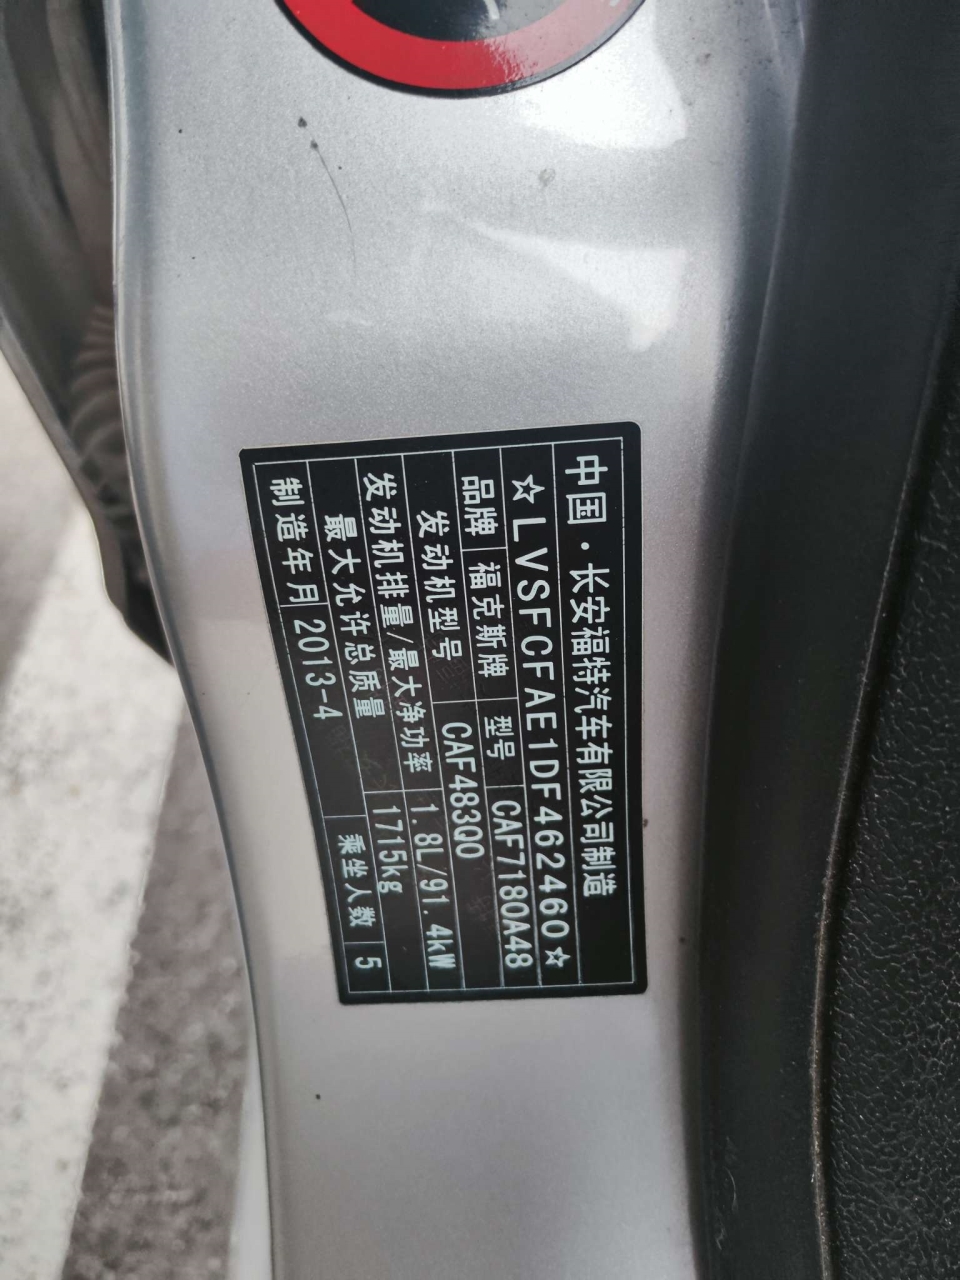 中国·长安福特汽车有限公司制造
☆LVSFCFAE1DF462460☆
品牌 福克斯牌 型号 CAF7180A48
发动机型号 CAF483Q0
发动机排量/最大净功率 1.8L/91.4kW
最大允许总质量 1715kg
制造年月 2013-4 乘坐人数 5